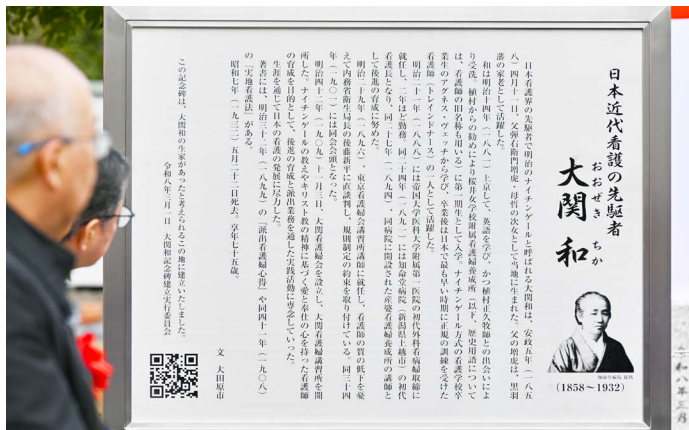 日本近代看護の先駆者
大関 和
おおぜき ちか
(1858～1932)
日本看護界の先駆者で明治のナイチンゲールと呼ばれる大関和は、安政五年（一八五
八）四月十一日、父弾右衛門増虎・母哲の次女として当地に生まれた。父の増虎は、黒羽
藩の家老として活躍した。
和は明治十四年（一八八一）上京して、英語を学び、かつ植村正久牧師との出会いによ
り受洗。植村からの勧めにより桜井女学校附属看護婦養成所（以下、歴史用語について
は、看護師の旧名称も用いる）に第一期生として入学。ナイチンゲール方式の看護学校卒
業生のアグネス・ヴェッチから学び、卒業後は日本で最も早い時期に正規の訓練を受けた
看護師（トレインドナース）の一人として活躍した。
明治二十一年（一八八八）には帝国大学医科大学附属第一医院の初代外科看病婦取締に
就任し、二年ほど勤務。同二十四年（一八九一）には知命堂病院（新潟県上越市）の初代
看護長となり、同二十七年（一八九四）、同病院に開設された産婆看護婦養成所の講師と
して後進の育成に努めた。
明治二十九年（一八九六）、東京看護婦会講習所講師に就任し、看護師の質の低下を憂
えて内務省衛生局長の後藤新平に直談判し、規則制定の約束を取り付けている。同三十四
年（一九〇一）には同会会頭となった。
明治四十二年（一九〇九）十一月三日、大関看護婦会を設立し、大関看護婦講習所を開
所した。ナイチンゲールの教えやキリスト教の精神に基づく愛と奉仕の心を持った看護師
の育成を目的として、後進の育成と派出業務を通した実践活動に専念していった。
生涯を通じて日本の看護の発展に尽力した。
著書には、明治三十二年（一八九九）の『派出看護婦心得』や同四十一年（一九〇八）
の『実地看護法』がある。
昭和七年（一九三二）五月二十二日死去。享年七十五歳。
文 大田原市
この記念碑は、大関和の生家があったと考えられるこの地に建立いたしました。
令和八年三月一日 大関和記念碑建立実行委員会